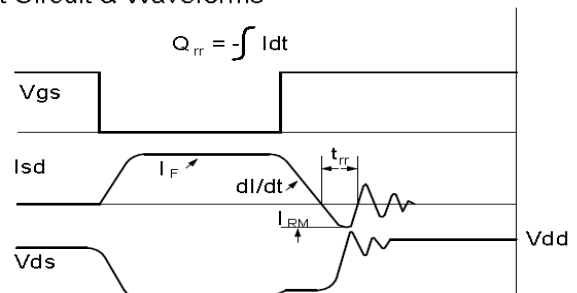 t Circuit & Waveforms
Q rr = -∫ Idt
Vgs
Isd
I F
dI/dt
t rr
I RM
Vds
Vdd